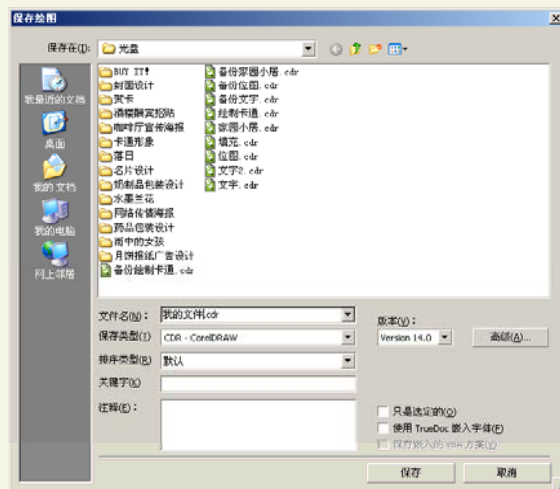 保存绘图
保存在(I):
光盘
我最近的文档
桌面
我的文档
我的电脑
网上邻居
BUY IT!
封面设计
贺卡
酒楼酬宾招贴
咖啡厅宣传海报
卡通形象
落日
名片设计
奶制品包装设计
水墨兰花
网络传情海报
药品包装设计
雨中的女孩
月饼报纸广告设计
备份绘制卡通.cdr
备份家园小居.cdr
备份位图.cdr
备份文字.cdr
绘制卡通.cdr
家园小居.cdr
填充.cdr
位图.cdr
文字2.cdr
文字.cdr
文件名(N):
我的文件.cdr
保存类型(T)
CDR - CorelDRAW
排序类型(R)
默认
关键字(K)
注释(E):
版本(V):
Version 14.0
高级(A)...
只是选定的(O)
使用 TrueDoc 嵌入字体(F)
保存嵌入的 VBA 方案(V)
保存
取消